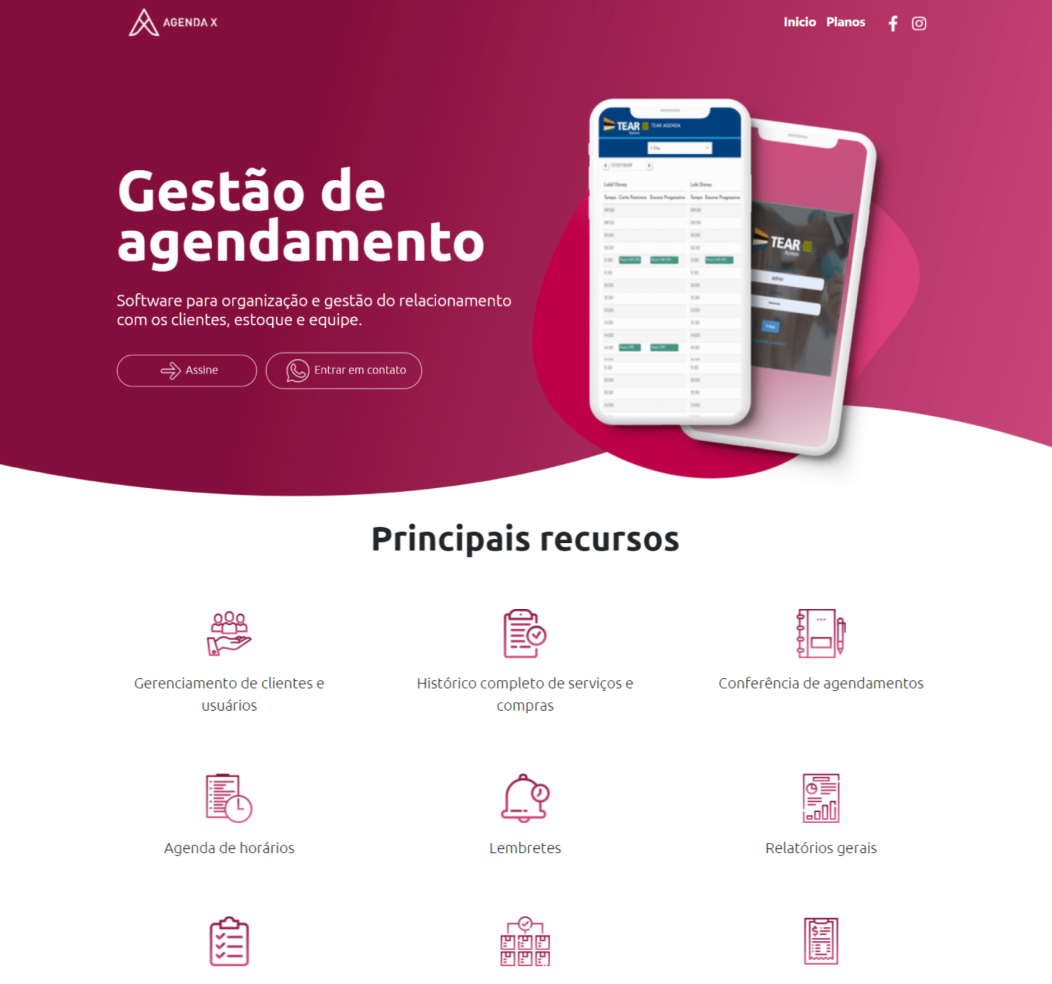 AGENDA X
Inicio Planos
Gestão de
agendamento
Software para organização e gestão do relacionamento
com os clientes, estoque e equipe.
Assine
Entrar em contato
TEAR
TEAR AGENDA
TEAR
Principais recursos
Gerenciamento de clientes e
usuários
Histórico completo de serviços e
compras
Conferência de agendamentos
Agenda de horários
Lembretes
Relatórios gerais